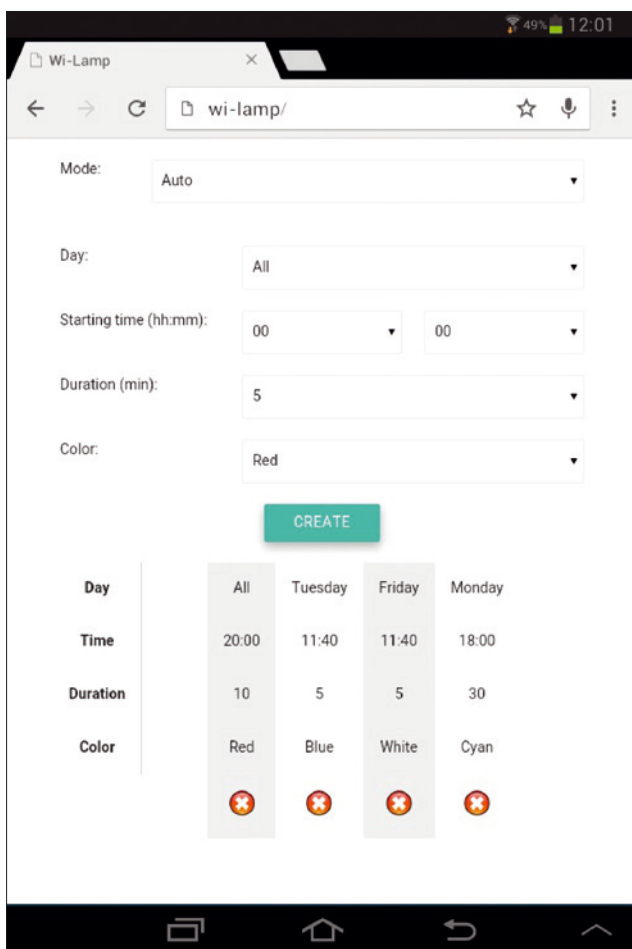 49% 12:01
Wi-Lamp
wi-lamp/
Mode: Auto
Day: All
Starting time (hh:mm): 00 00
Duration (min): 5
Color: Red
CREATE
Day All Tuesday Friday Monday
Time 20:00 11:40 11:40 18:00
Duration 10 5 5 30
Color Red Blue White Cyan